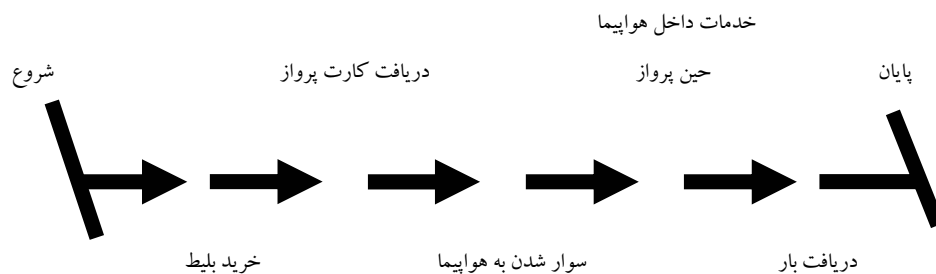 خدمات داخل هواپیما
شروع
دریافت کارت پرواز
حین پرواز
پایان
خرید بلیط
سوار شدن به هواپیما
دریافت بار